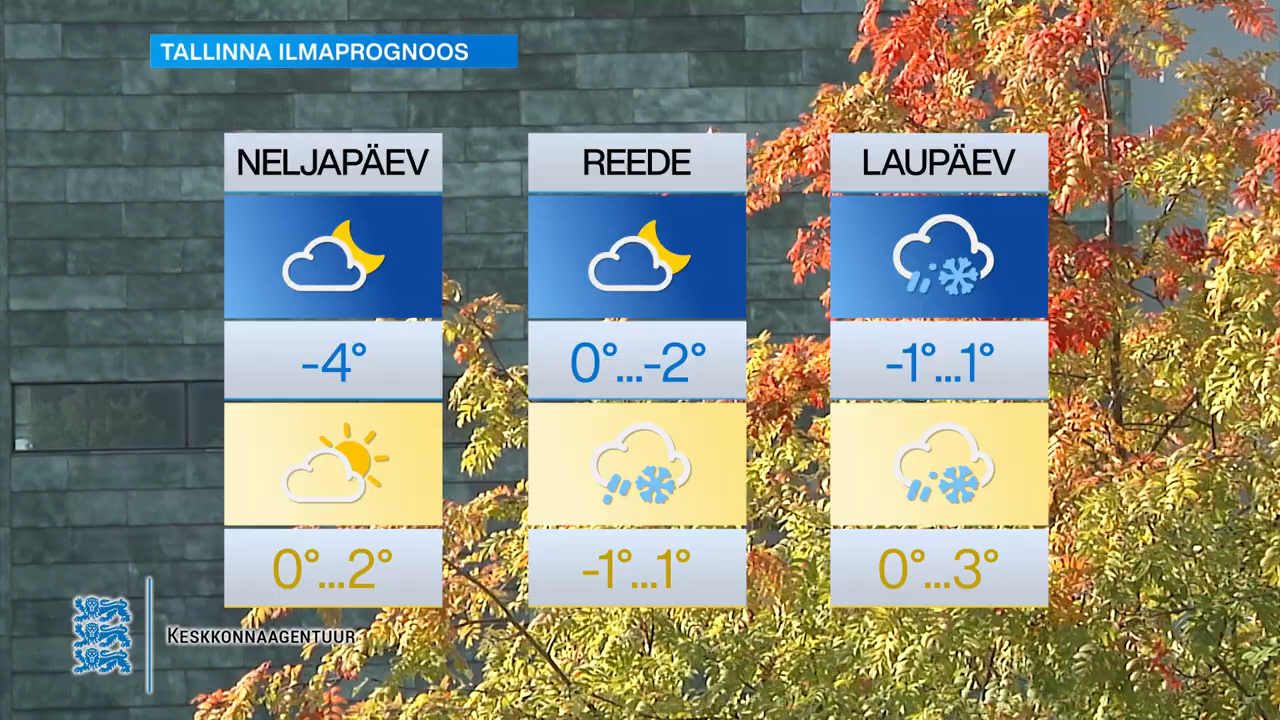 TALLINNA ILMAPROGNOOS
NELJAPÄEV
REEDE
LAUPÄEV
-4°
0°...-2°
-1°...1°
0°...2°
-1°...1°
0°...3°
KESKKONNAAGENTUUR